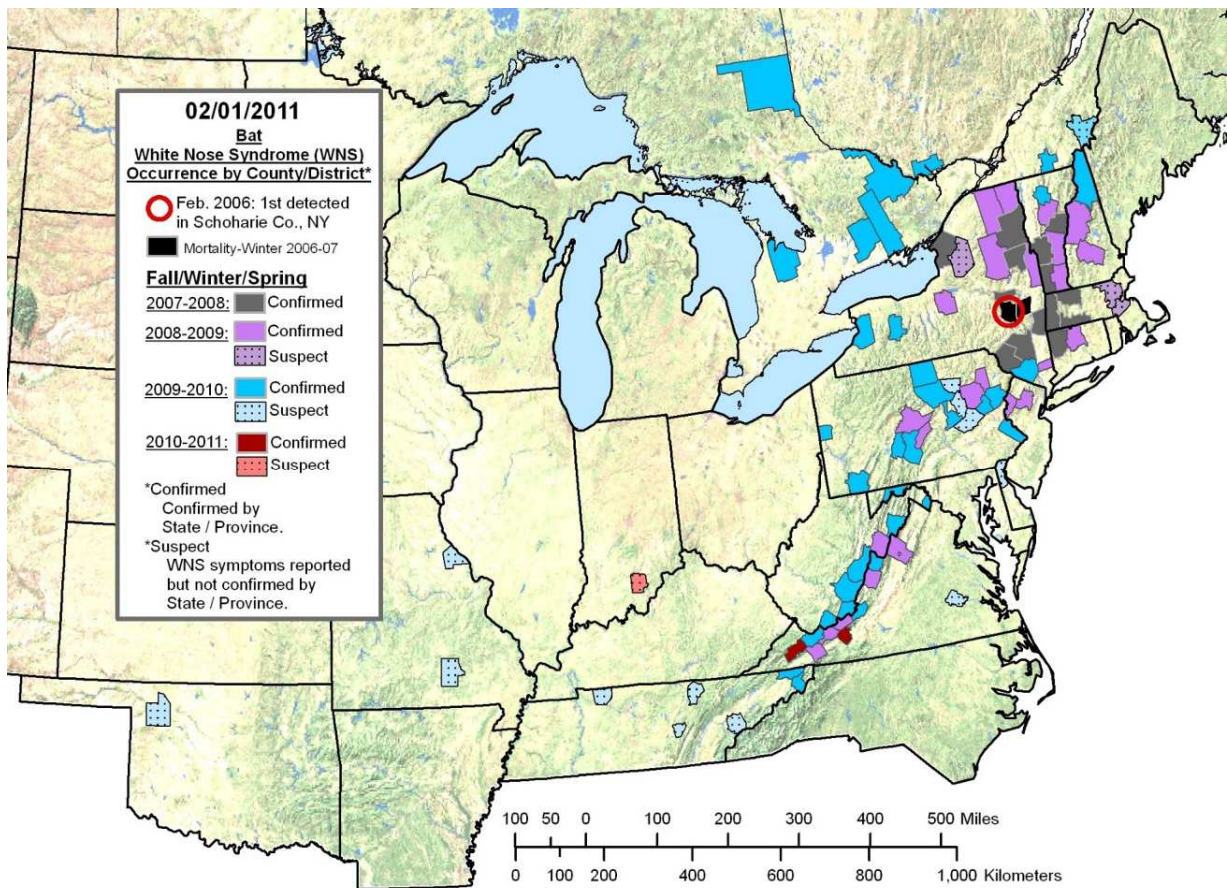 02/01/2011
Bat
White Nose Syndrome (WNS)
Occurrence by County/District*
Feb. 2006: 1st detected
in Schoharie Co., NY
Mortality-Winter 2006-07
Fall/Winter/Spring
2007-2008: Confirmed
2008-2009: Confirmed
Suspect
2009-2010: Confirmed
Suspect
2010-2011: Confirmed
Suspect
*Confirmed
Confirmed by
State / Province.
*Suspect
WNS symptoms reported
but not confirmed by
State / Province.
100 50 0 100 200 300 400 500 Miles
0 100 200 400 600 800 1,000 Kilometers